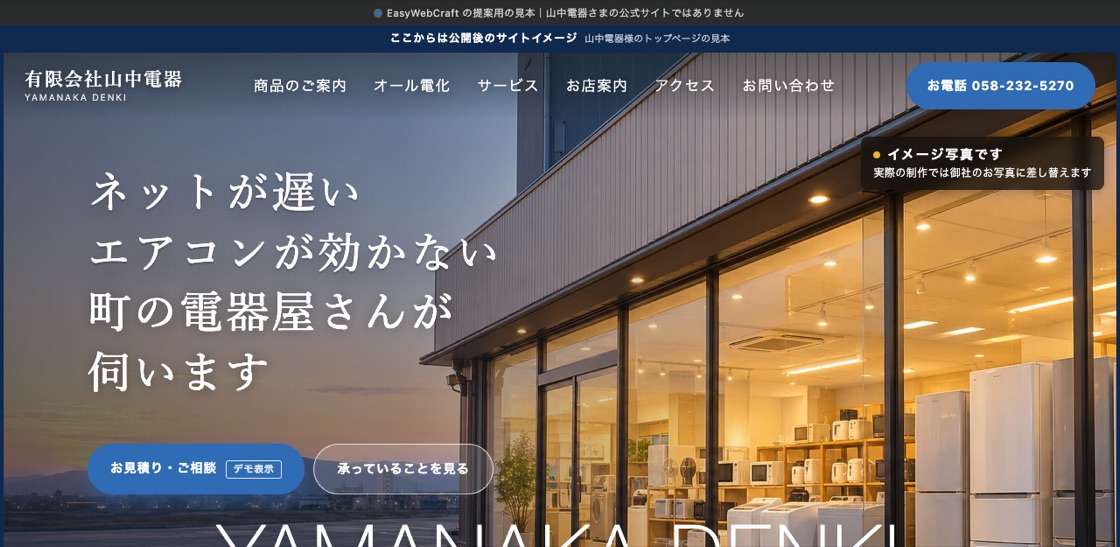 EasyWebCraft の提案用の見本｜山中電器さまの公式サイトではありません
ここからは公開後のサイトイメージ 山中電器様のトップページの見本
有限会社山中電器
YAMANAKA DENKI
商品のご案内 オール電化 サービス お店案内 アクセス お問い合わせ
お電話 058-232-5270
イメージ写真です
実際の制作では御社のお写真に差し替えます
ネットが遅い
エアコンが効かない
町の電器屋さんが
伺います
お見積り・ご相談 デモ表示
承っていることを見る
YAMANAKA DENKI